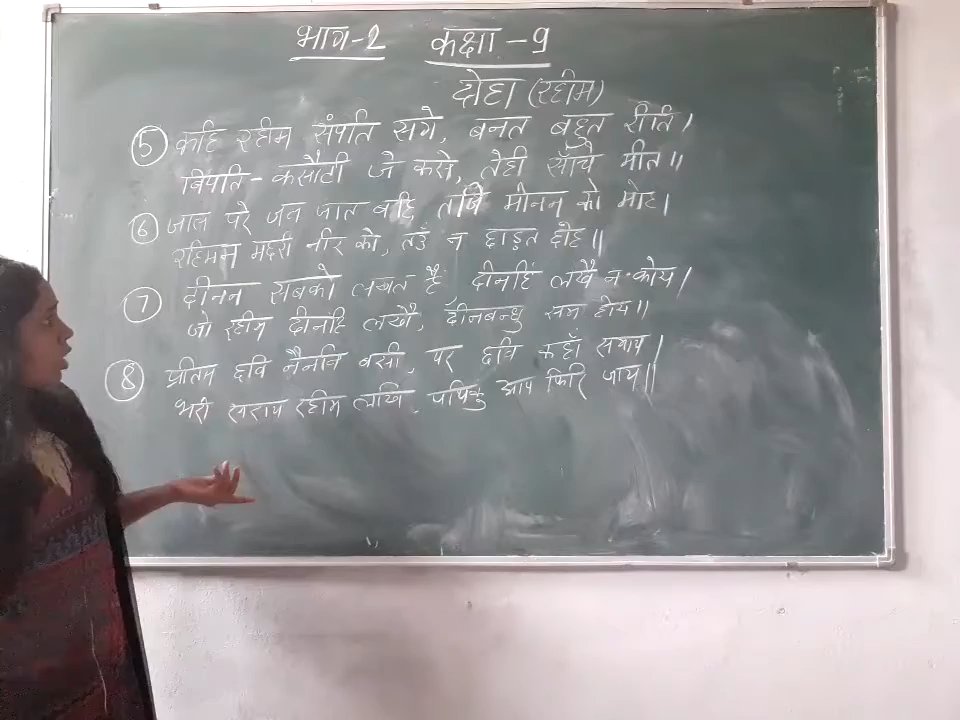 भाग-2 कक्षा -9
दोहा (रहीम)
5 कहि रहीम संपति सगे, बनत बहुत रीति।
बिपति-कसौटी जे कसे, तेही साँचे मीत॥
6 जाल परे जल जात बहि तजि मीनन को मोह।
रहिमन मछरी नीर को, तऊँ न छाड़त छोह॥
7 दीनन सबको लखत है दीनहिं लखै न कोय।
जो रहीम दीनहि लखै, दीनबन्धु सम होय॥
8 प्रीतम छवि नैननि बसी, पर छवि कहाँ समाय।
भरी सराय रहीम लखि, पथिकु आप फिरि जाय॥